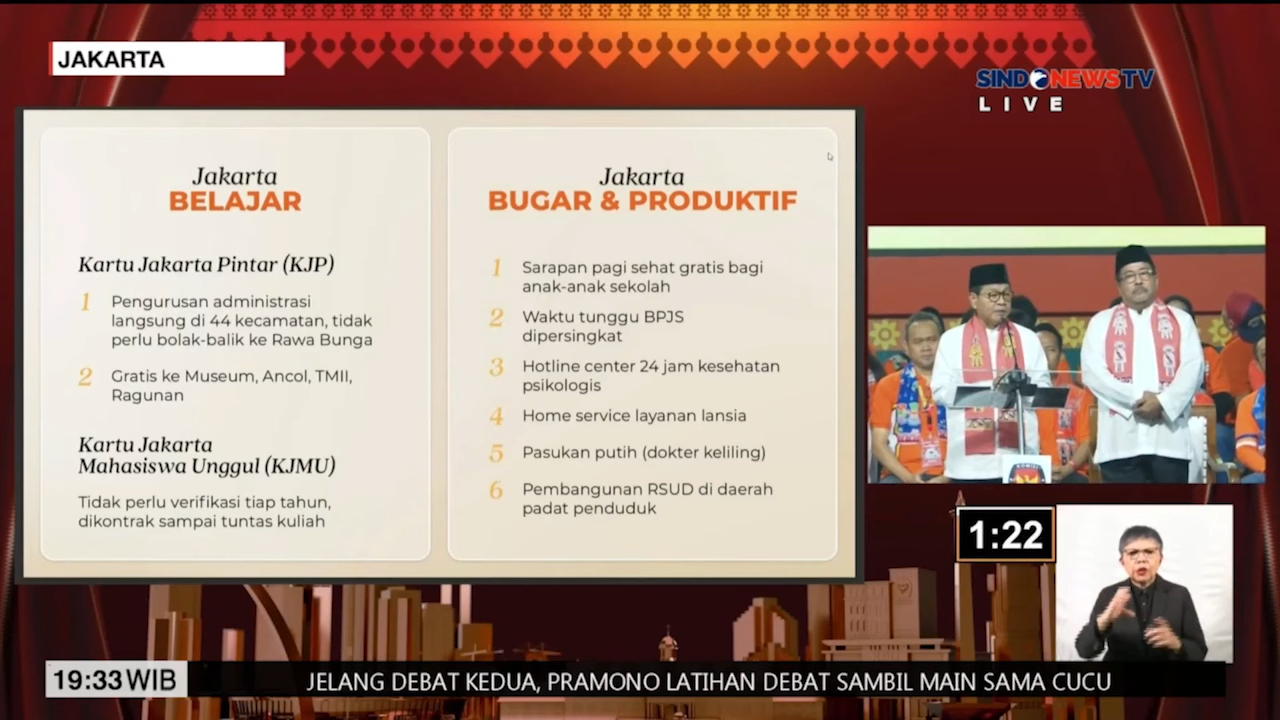 JAKARTA
SINDONEWSTV
LIVE
Jakarta
BELAJAR
Kartu Jakarta Pintar (KJP)
1 Pengurusan administrasi
langsung di 44 kecamatan, tidak
perlu bolak-balik ke Rawa Bunga
2 Gratis ke Museum, Ancol, TMII,
Ragunan
Kartu Jakarta
Mahasiswa Unggul (KJMU)
Tidak perlu verifikasi tiap tahun,
dikontrak sampai tuntas kuliah
Jakarta
BUGAR & PRODUKTIF
1 Sarapan pagi sehat gratis bagi
anak-anak sekolah
2 Waktu tunggu BPJS
dipersingkat
3 Hotline center 24 jam kesehatan
psikologis
4 Home service layanan lansia
5 Pasukan putih (dokter keliling)
6 Pembangunan RSUD di daerah
padat penduduk
KOMISI
1:22
19:33 WIB
JELANG DEBAT KEDUA, PRAMONO LATIHAN DEBAT SAMBIL MAIN SAMA CUCU